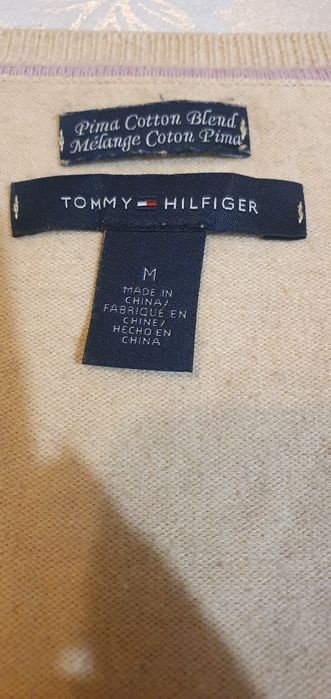 Pima Cotton Blend
Mélange Coton Pima
TOMMY HILFIGER
M
MADE IN
CHINA/
FABRIQUE EN
CHINE/
HECHO EN
CHINA